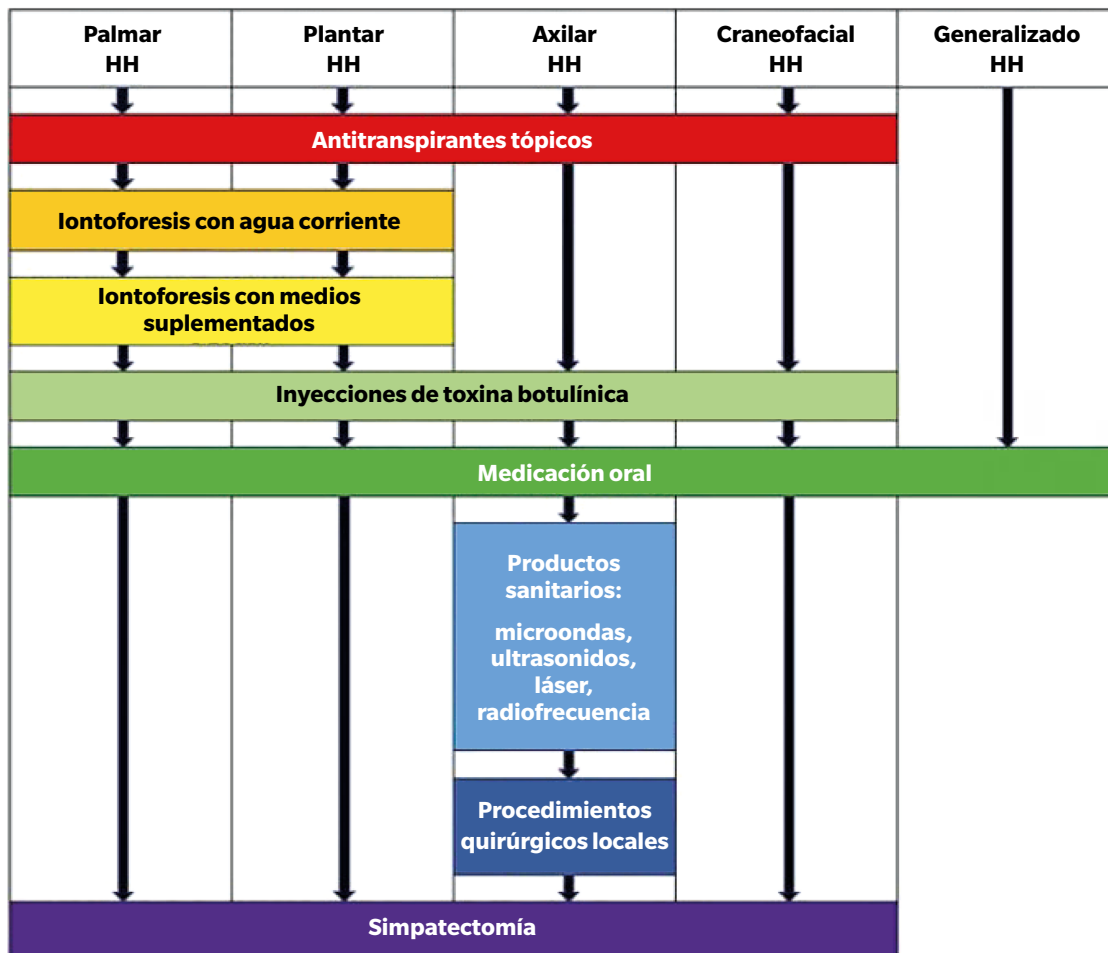 Palmar
HH
Plantar
HH
Axilar
HH
Craneofacial
HH
Generalizado
HH
Antitranspirantes tópicos
Iontoforesis con agua corriente
Iontoforesis con medios
suplementados
Inyecciones de toxina botulínica
Medicación oral
Productos
sanitarios:
microondas,
ultrasonidos,
láser,
radiofrecuencia
Procedimientos
quirúrgicos locales
Simpatectomía